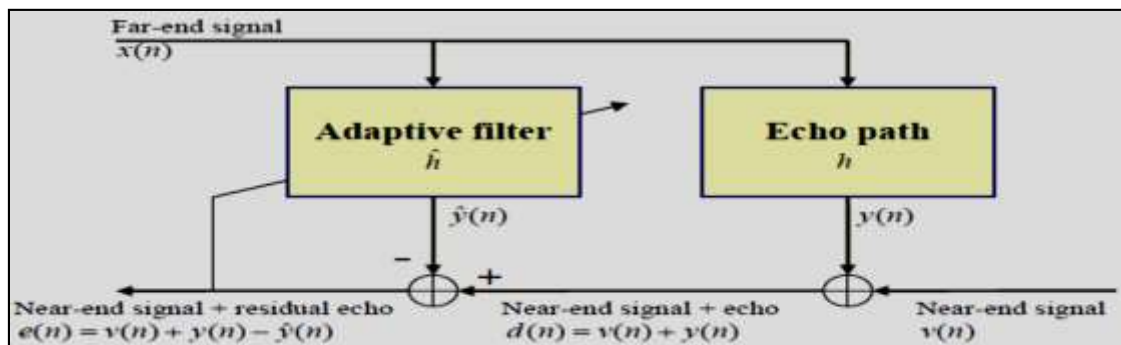 Far-end signal
x(n)
Adaptive filter
ĥ
Echo path
h
ŷ(n)
y(n)
-
+
Near-end signal + residual echo
e(n) = v(n) + y(n) − ŷ(n)
Near-end signal + echo
d(n) = v(n) + y(n)
Near-end signal
v(n)